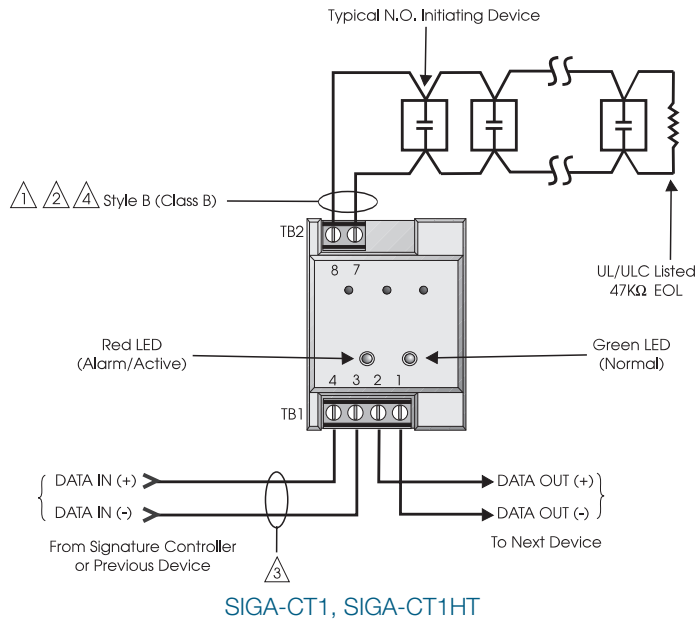 Typical N.O. Initiating Device
1 2 4 Style B (Class B)
TB2
8 7
UL/ULC Listed
47KΩ EOL
Red LED
(Alarm/Active)
Green LED
(Normal)
4 3 2 1
TB1
DATA IN (+)
DATA OUT (+)
DATA IN (-)
DATA OUT (-)
From Signature Controller
or Previous Device
To Next Device
3
SIGA-CT1, SIGA-CT1HT